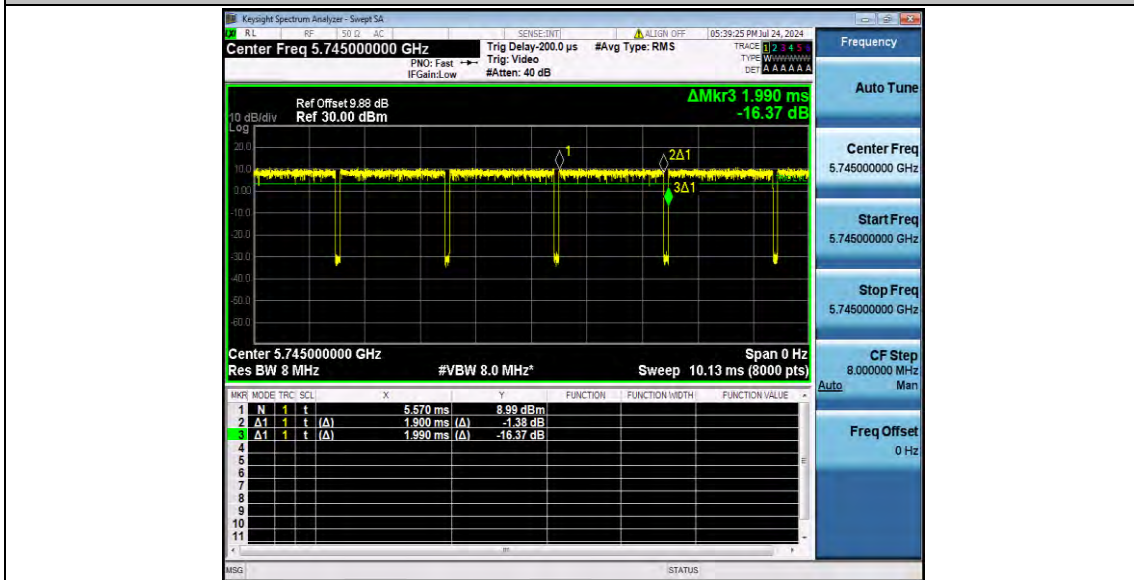 Keysight Spectrum Analyzer - Swept SA
RL RF 50 Ω AC SENSE:INT ALIGN OFF 05:39:25 PM Jul 24, 2024
Center Freq 5.745000000 GHz
PNO: Fast
IFGain:Low
Trig Delay-200.0 µs
Trig: Video
#Atten: 40 dB
#Avg Type: RMS
TRACE 1 2 3 4 5 6
TYPE WWWWWW
DET A A A A A A
ΔMkr3 1.990 ms
-16.37 dB
Ref Offset 9.88 dB
10 dB/div Ref 30.00 dBm
Log
20.0
10.0
0.00
-10.0
-20.0
-30.0
-40.0
-50.0
-60.0
1
2Δ1
3Δ1
Center 5.745000000 GHz Span 0 Hz
Res BW 8 MHz #VBW 8.0 MHz* Sweep 10.13 ms (8000 pts)
MKR MODE TRC SCL X Y FUNCTION FUNCTION WIDTH FUNCTION VALUE
1 N 1 t 5.570 ms 8.99 dBm
2 Δ1 1 t (Δ) 1.900 ms (Δ) -1.38 dB
3 Δ1 1 t (Δ) 1.990 ms (Δ) -16.37 dB
4
5
6
7
8
9
10
11
MSG STATUS
Frequency
Auto Tune
Center Freq
5.745000000 GHz
Start Freq
5.745000000 GHz
Stop Freq
5.745000000 GHz
CF Step
8.000000 MHz
Auto Man
Freq Offset
0 Hz